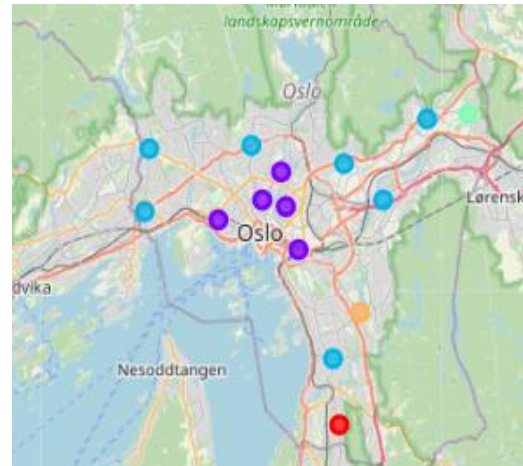 landskapsvernområde
Oslo
Lørensk
Oslo
dvika
Nesoddtangen